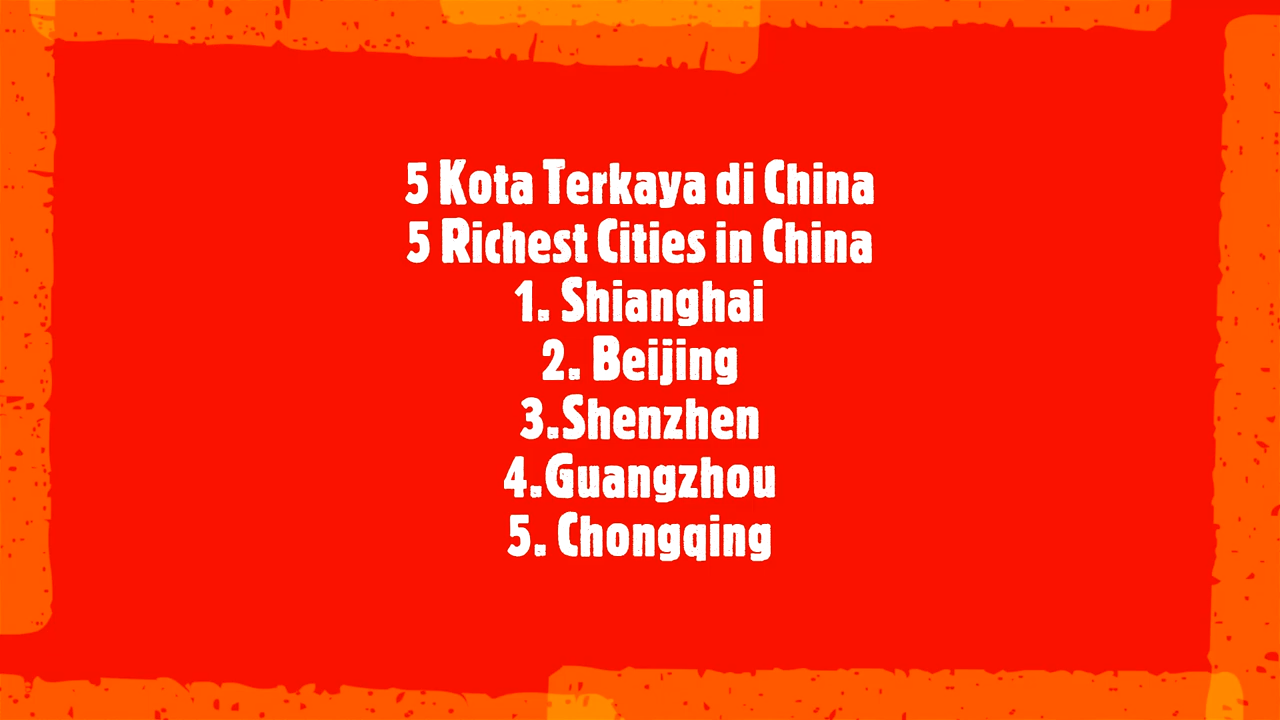 5 Kota Terkaya di China
5 Richest Cities in China
1. Shianghai
2. Beijing
3.Shenzhen
4.Guangzhou
5. Chongqing